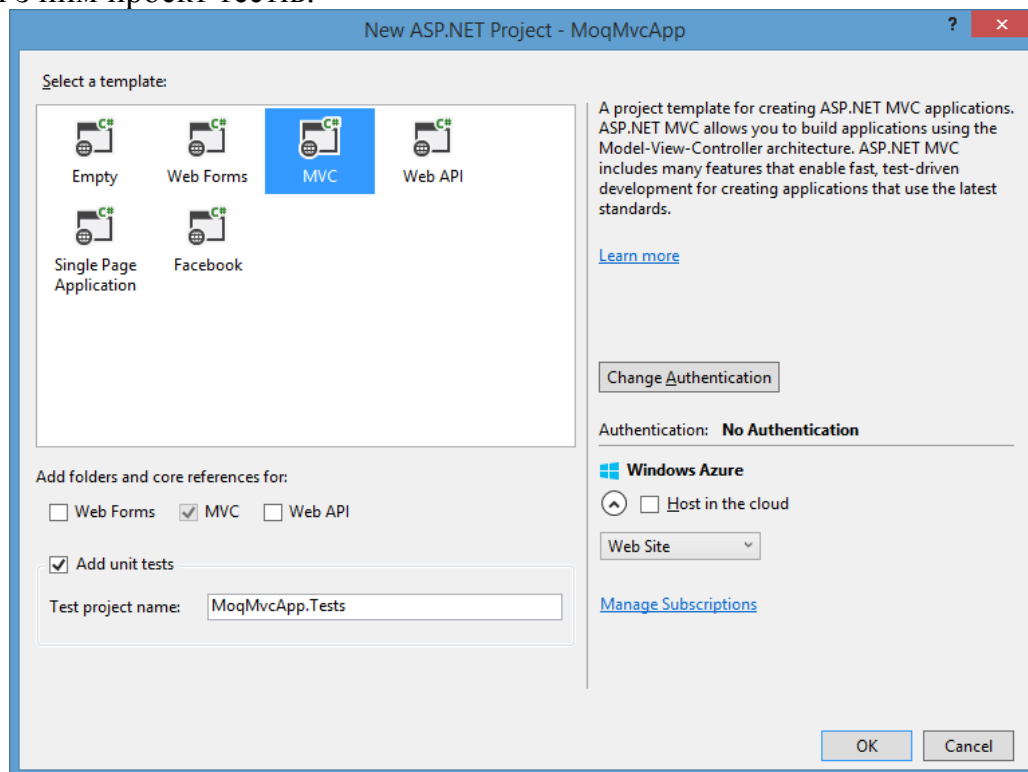 ним проект тестів.
New ASP.NET Project - MoqMvcApp
?
×
Select a template:
C#
C#
C#
C#
Empty
Web Forms
MVC
Web API
C#
C#
Single Page
Application
Facebook
A project template for creating ASP.NET MVC applications.
ASP.NET MVC allows you to build applications using the
Model-View-Controller architecture. ASP.NET MVC
includes many features that enable fast, test-driven
development for creating applications that use the latest
standards.
Learn more
Change Authentication
Authentication: No Authentication
Add folders and core references for:
Web Forms
MVC
Web API
Add unit tests
Test project name:
MoqMvcApp.Tests
Windows Azure
Host in the cloud
Web Site
Manage Subscriptions
OK
Cancel